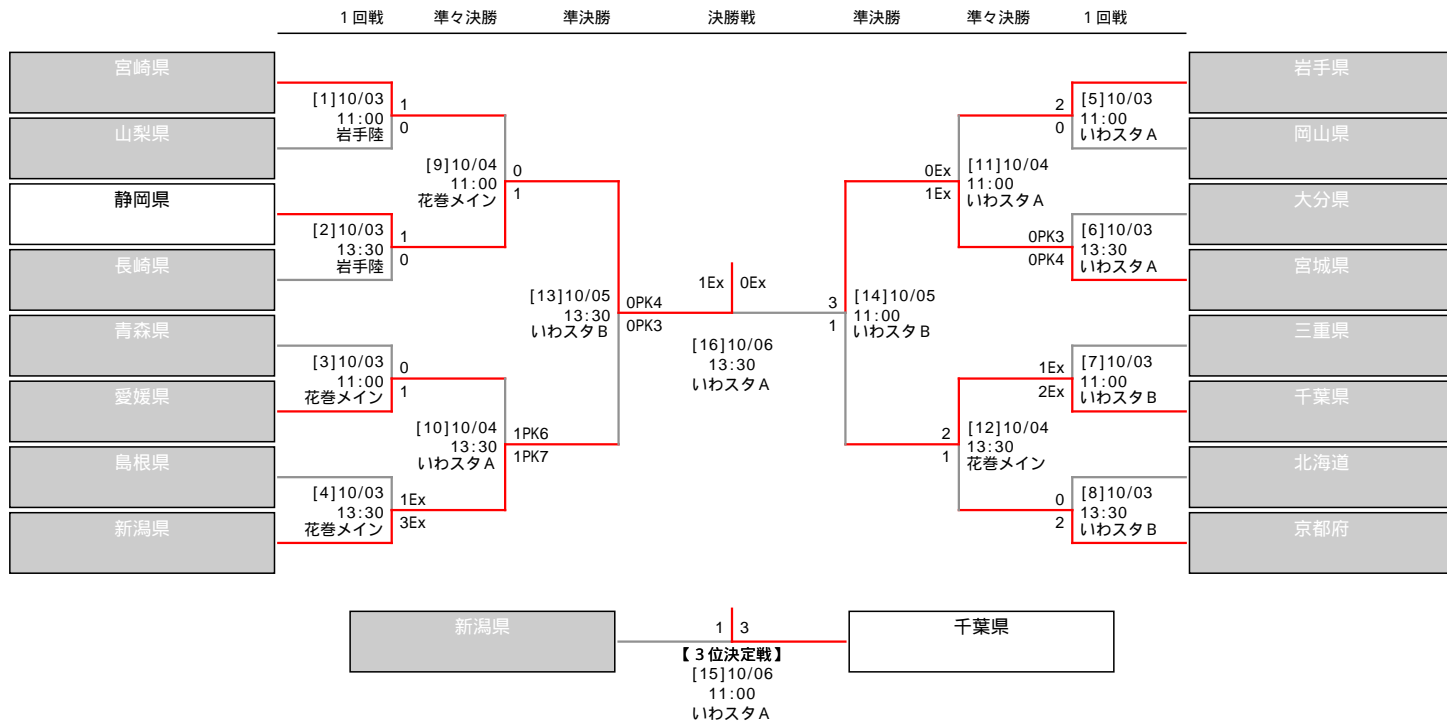 １回戦 準々決勝 準決勝 決勝戦 準決勝 準々決勝 １回戦
宮崎県
[1]10/03
11:00
岩手陸
1
0
山梨県
[9]10/04
11:00
花巻メイン
0
1
静岡県
[2]10/03
13:30
岩手陸
1
0
長崎県
[13]10/05
13:30
いわスタＢ
0PK4
0PK3
青森県
[3]10/03
11:00
花巻メイン
0
1
愛媛県
[10]10/04
13:30
いわスタＡ
1PK6
1PK7
島根県
[4]10/03
13:30
花巻メイン
1Ex
3Ex
新潟県
1Ex 0Ex
[16]10/06
13:30
いわスタＡ
岩手県
2
0
[5]10/03
11:00
いわスタＡ
岡山県
0Ex
1Ex
[11]10/04
11:00
いわスタＡ
大分県
0PK3
0PK4
[6]10/03
13:30
いわスタＡ
宮城県
3
1
[14]10/05
11:00
いわスタＢ
三重県
1Ex
2Ex
[7]10/03
11:00
いわスタＢ
千葉県
2
1
[12]10/04
13:30
花巻メイン
北海道
0
2
[8]10/03
13:30
いわスタＢ
京都府
新潟県 1 3 千葉県
【３位決定戦】
[15]10/06
11:00
いわスタＡ